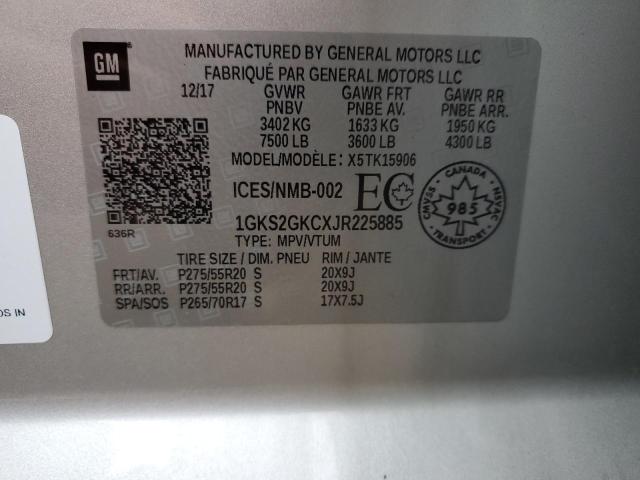 GM
MANUFACTURED BY GENERAL MOTORS LLC
FABRIQUÉ PAR GENERAL MOTORS LLC
12/17 GVWR GAWR FRT GAWR RR
PNBV PNBE AV. PNBE ARR.
3402 KG 1633 KG 1950 KG
7500 LB 3600 LB 4300 LB
MODEL/MODÈLE: X5TK15906
ICES/NMB-002 EC
CANADA
CMVSS 985 NSVAC
TRANSPORT
636R
1GKS2GKCXJR225885
TYPE: MPV/VTUM
TIRE SIZE / DIM. PNEU RIM / JANTE
FRT/AV. P275/55R20 S 20X9J
RR/ARR. P275/55R20 S 20X9J
SPA/SOS P265/70R17 S 17X7.5J
OS IN